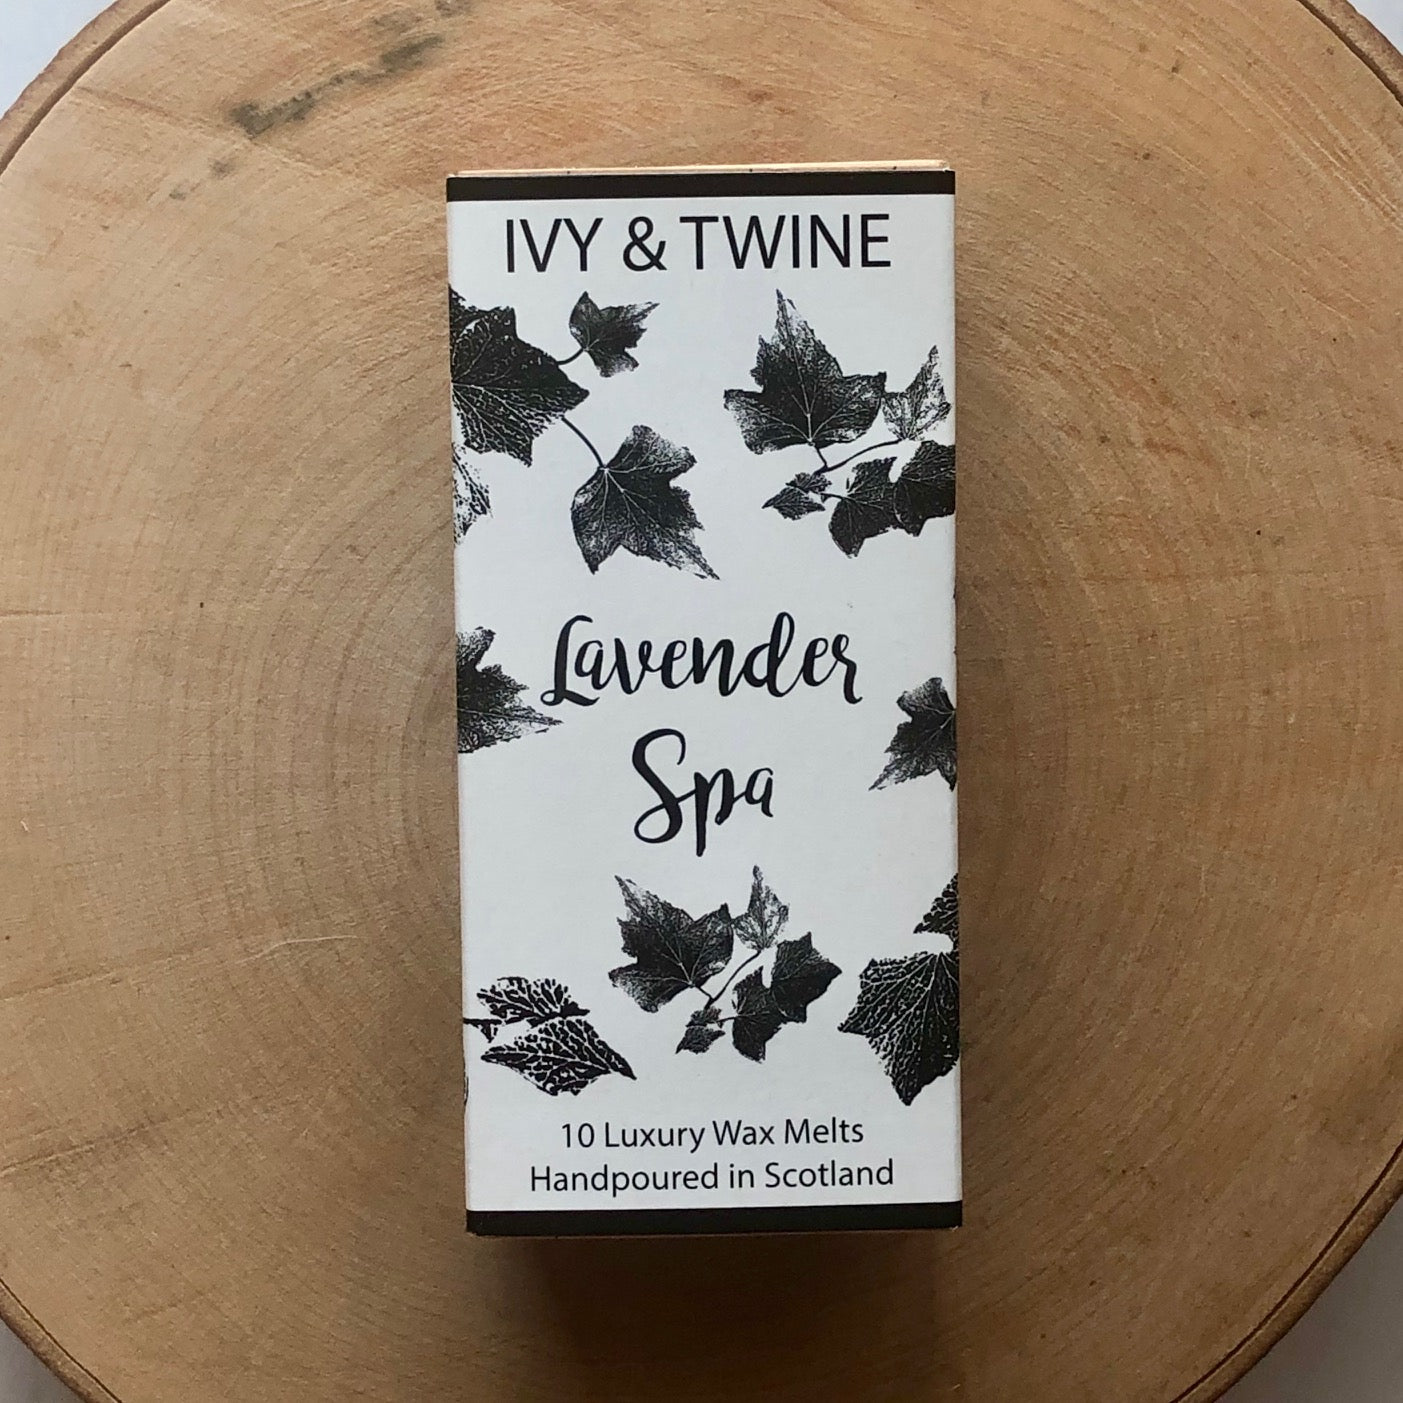 IVY & TWINE
Lavender
Spa
10 Luxury Wax Melts
Handpoured in Scotland